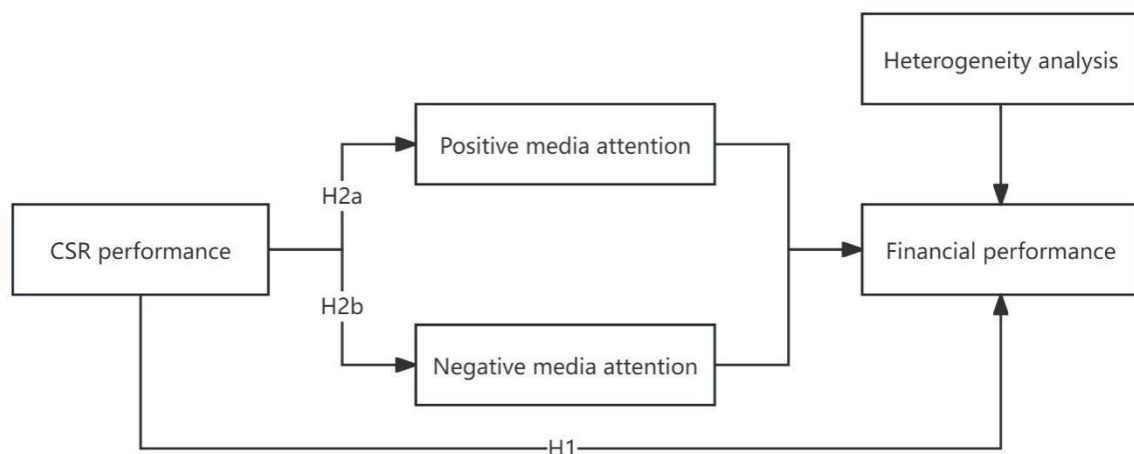 Heterogeneity analysis
Positive media attention
H2a
CSR performance
Financial performance
H2b
Negative media attention
H1